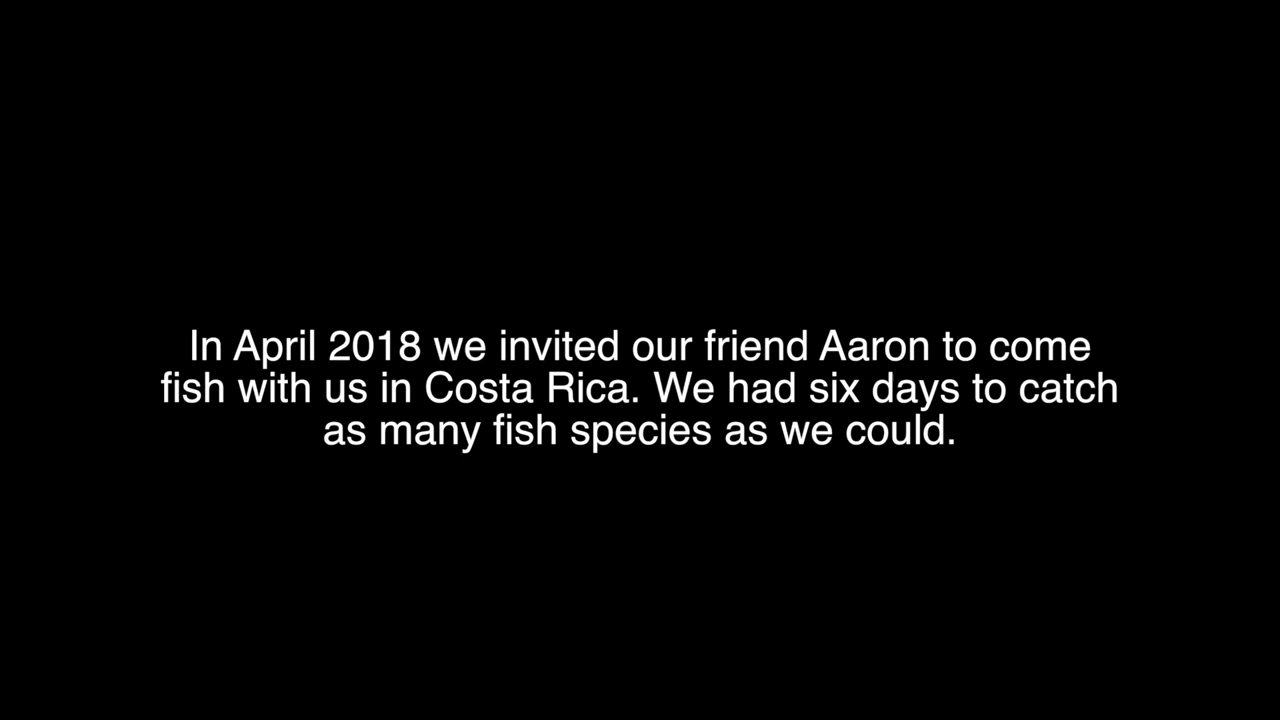 In April 2018 we invited our friend Aaron to come
fish with us in Costa Rica. We had six days to catch
as many fish species as we could.